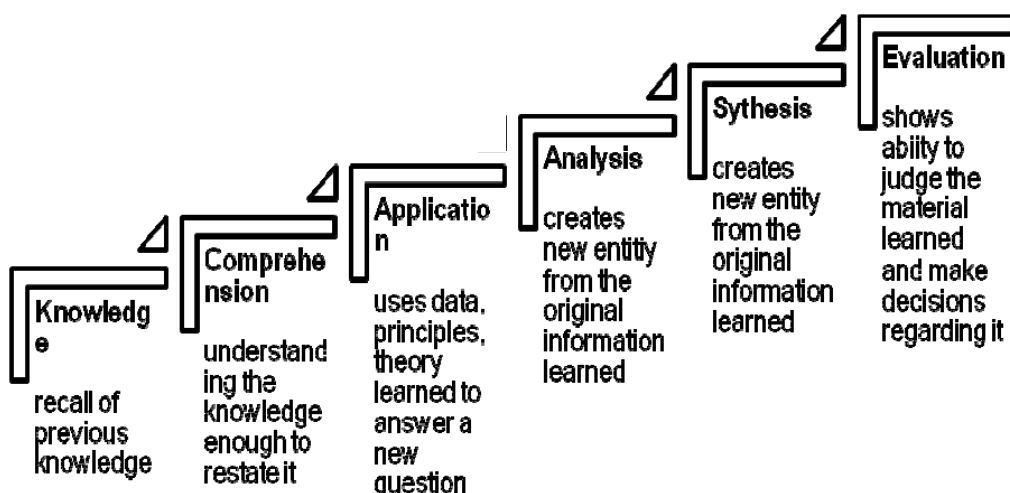 Knowledg
e
recall of
previous
knowledge
Comprehe
nsion
understand
ing the
knowledge
enough to
restate it
Applicatio
n
uses data,
principles,
theory
learned to
answer a
new
question
Analysis
creates
new entitiy
from the
original
information
learned
Sythesis
creates
new entity
from the
original
information
learned
Evaluation
shows
abiity to
judge the
material
learned
and make
decisions
regarding it